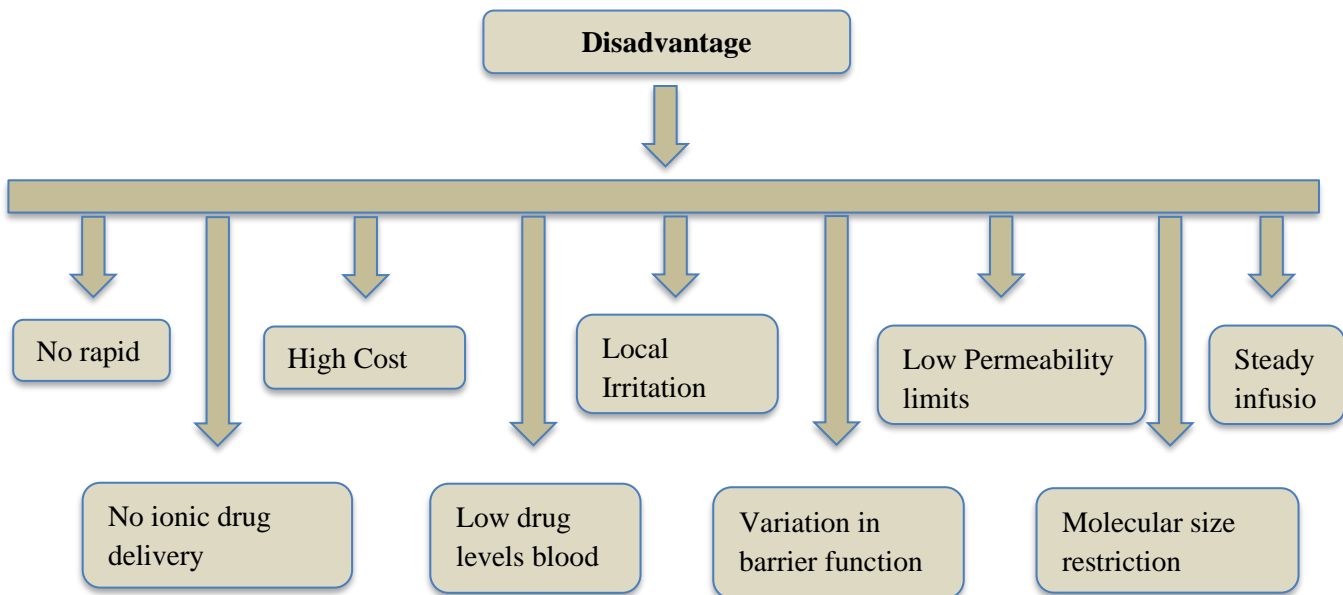 Disadvantage
No rapid
High Cost
Local
Irritation
Low Permeability
limits
Steady
infusio
No ionic drug
delivery
Low drug
levels blood
Variation in
barrier function
Molecular size
restriction